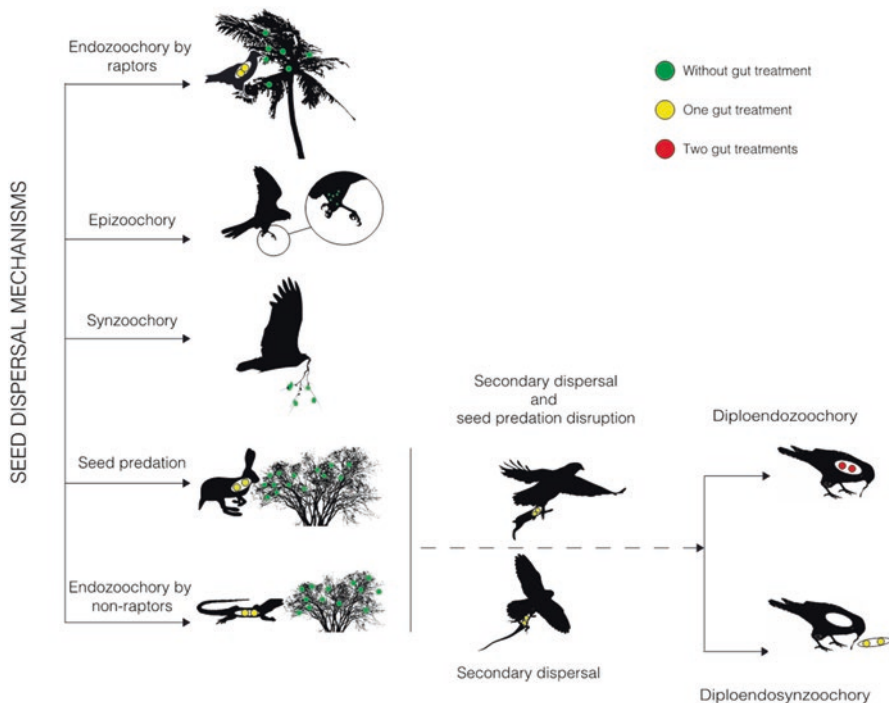 SEED DISPERSAL MECHANISMS
Endozoochory by
raptors
Without gut treatment
One gut treatment
Two gut treatments
Epizoochory
Synzoochory
Secondary dispersal
and
seed predation disruption
Diploendozoochory
Seed predation
Endozoochory by
non-raptors
Secondary dispersal
Diploendosynzoochory